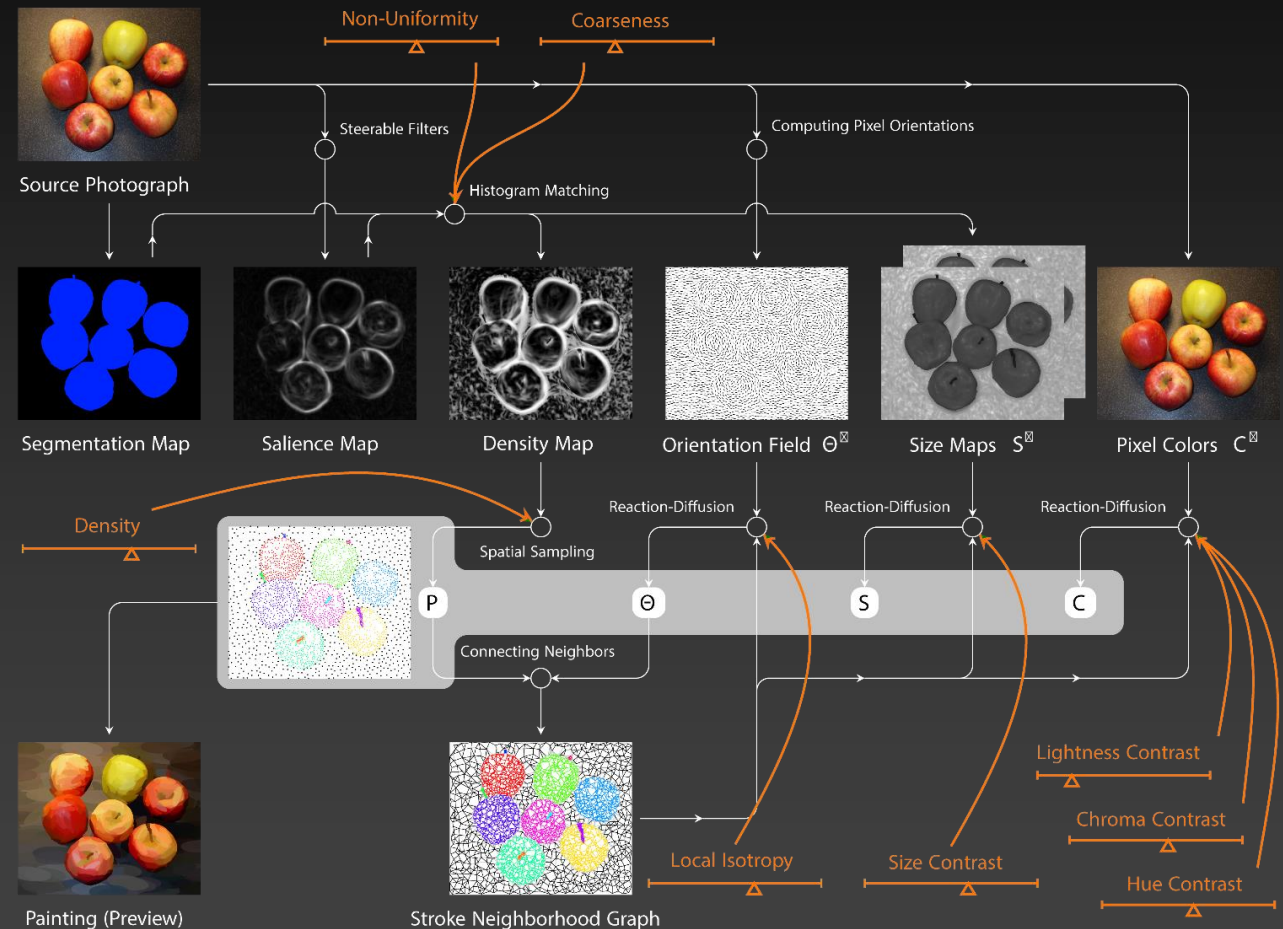 Non-Uniformity
Coarseness
Steerable Filters
Computing Pixel Orientations
Source Photograph
Histogram Matching
Segmentation Map
Salience Map
Density Map
Orientation Field Θ
Size Maps S
Pixel Colors C
Density
Reaction-Diffusion
Reaction-Diffusion
Reaction-Diffusion
Spatial Sampling
P
Θ
S
C
Connecting Neighbors
Lightness Contrast
Chroma Contrast
Local Isotropy
Size Contrast
Hue Contrast
Painting (Preview)
Stroke Neighborhood Graph